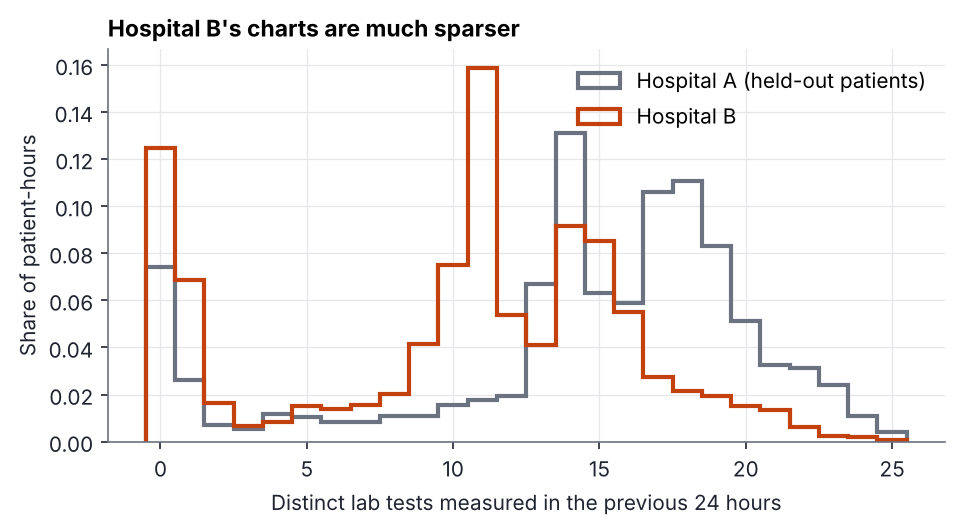 Hospital B's charts are much sparser
Hospital A (held-out patients)
Hospital B
Share of patient-hours
0.16
0.14
0.12
0.10
0.08
0.06
0.04
0.02
0.00
0 5 10 15 20 25
Distinct lab tests measured in the previous 24 hours